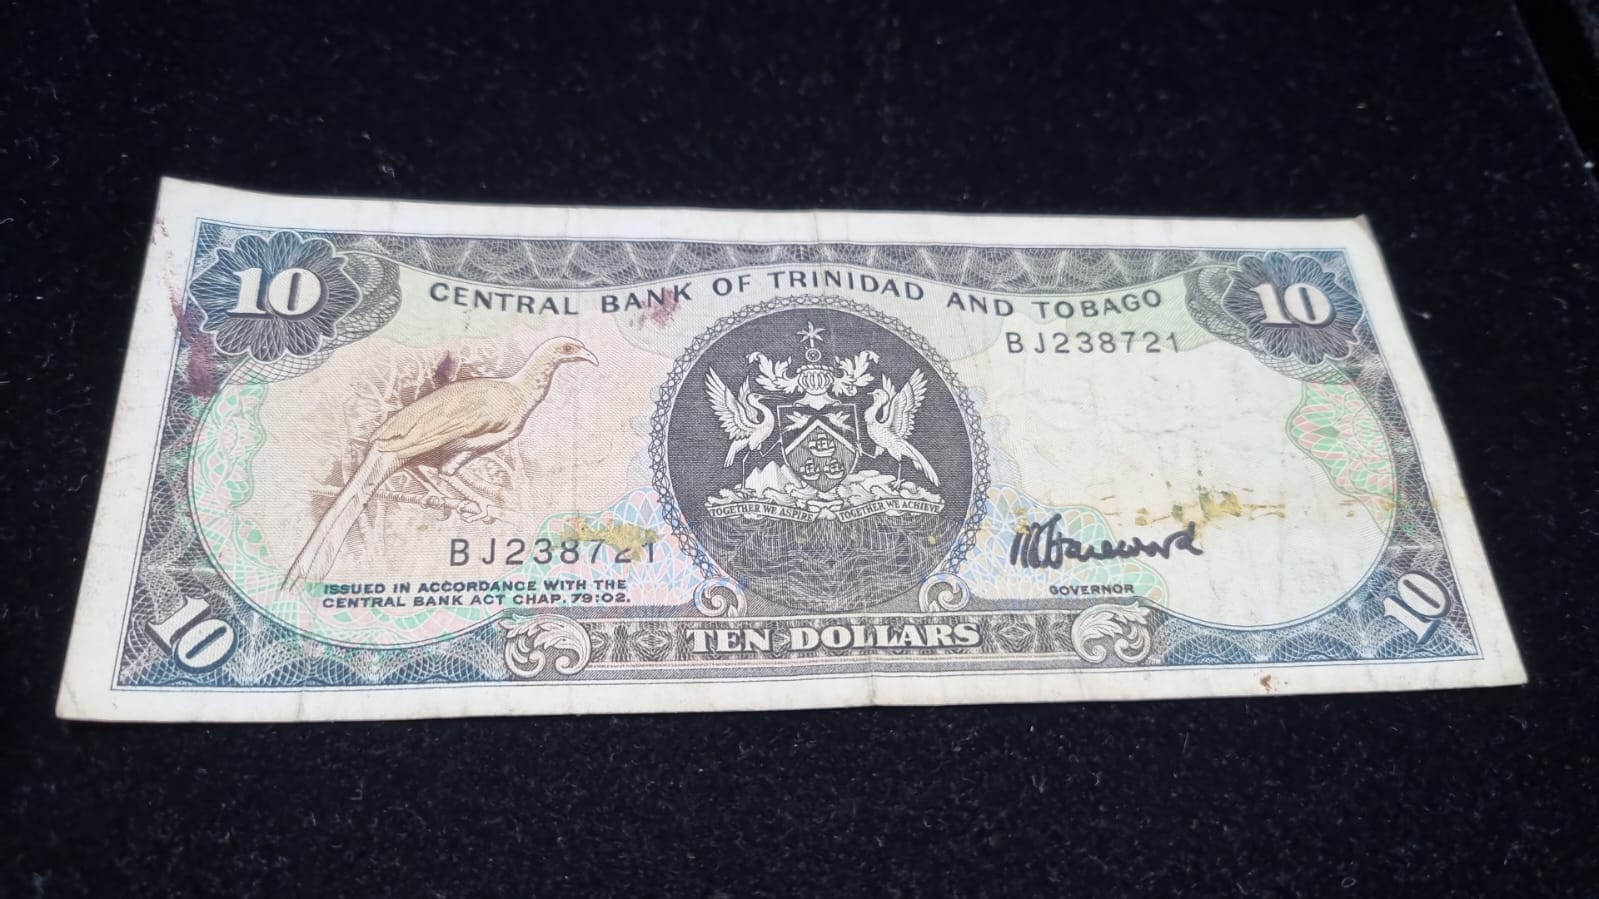 10
10
CENTRAL BANK OF TRINIDAD AND TOBAGO
BJ238721
TOGETHER WE ASPIRE TOGETHER WE ACHIEVE
BJ238721
ISSUED IN ACCORDANCE WITH THE
CENTRAL BANK ACT CHAP. 79:02.
GOVERNOR
10
10
TEN DOLLARS